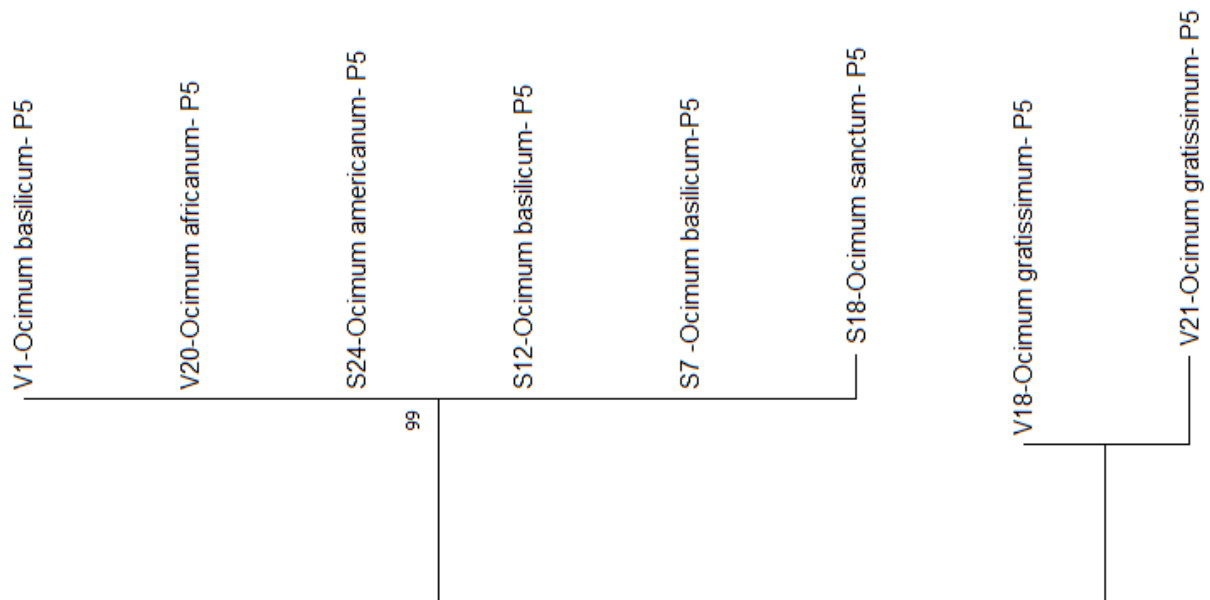 V1-Ocimum basilicum- P5
V20-Ocimum africanum- P5
S24-Ocimum americanum- P5
99
S12-Ocimum basilicum- P5
S7 -Ocimum basilicum-P5
S18-Ocimum sanctum- P5
V18-Ocimum gratissimum- P5
V21-Ocimum gratissimum- P5